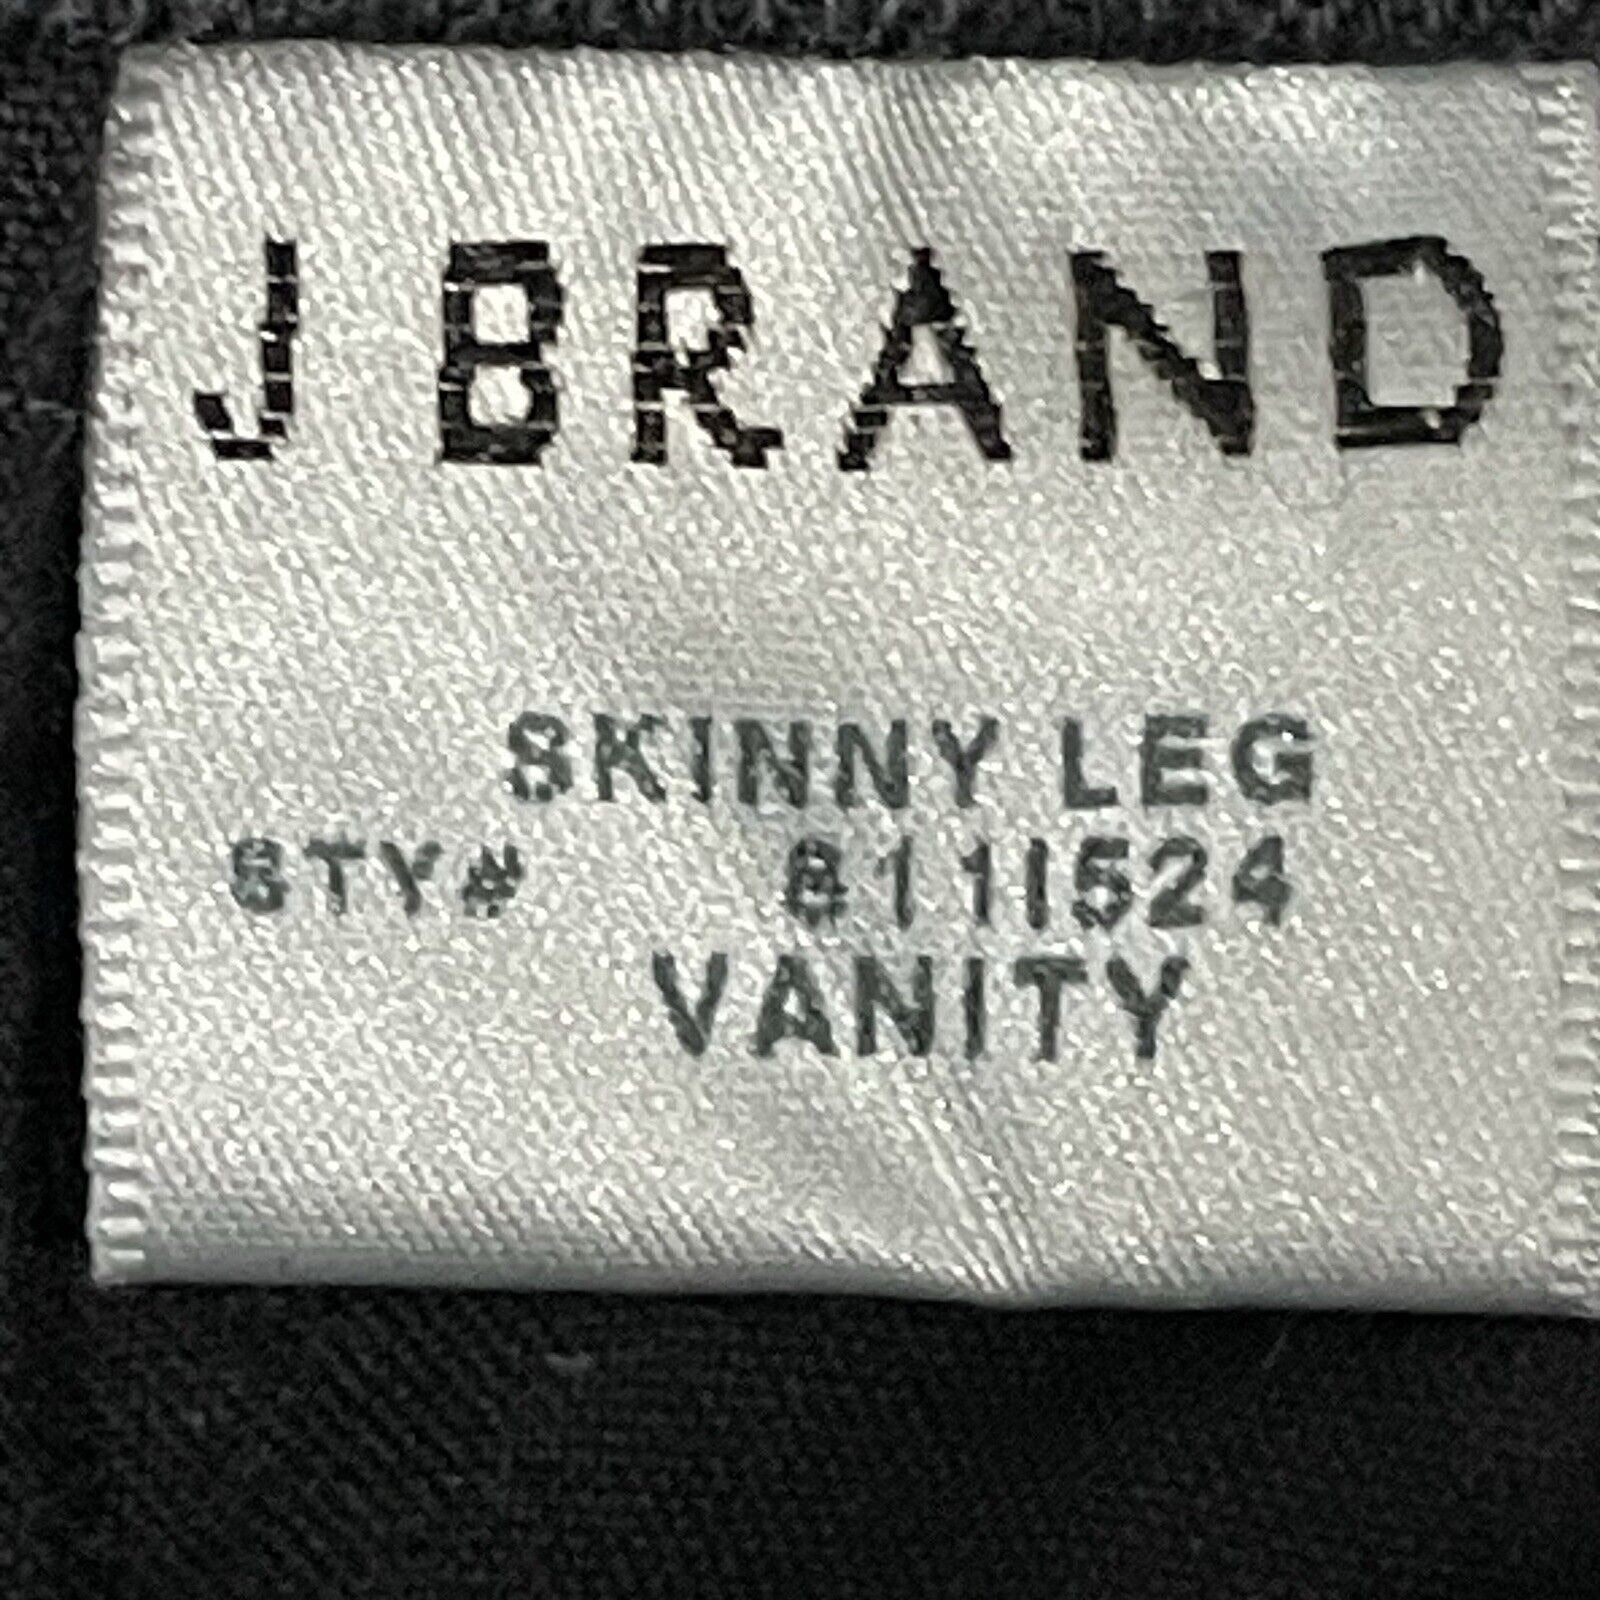 J BRAND
SKINNY LEG
STY# 811I524
VANITY